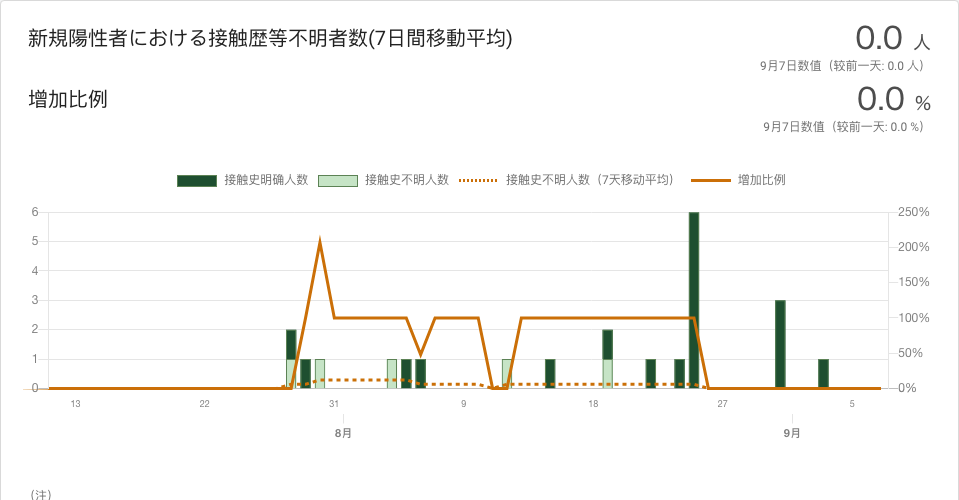 新規陽性者における接触歴等不明者数(7日間移動平均)
0.0 人
9月7日数值（较前一天: 0.0 人）
增加比例
0.0 %
9月7日数值（较前一天: 0.0 %）
接触史明确人数 接触史不明人数 接触史不明人数（7天移动平均） 增加比例
6 250%
5 200%
4 150%
3 100%
2 50%
1 0%
0
13 22 31 9 18 27 5
8月 9月
（注）